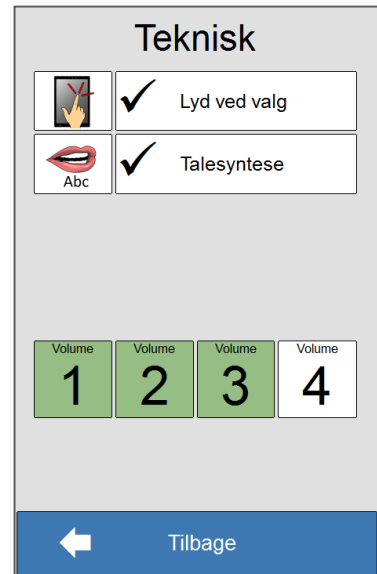 Teknisk
Lyd ved valg
Abc
Talesyntese
Volume Volume Volume Volume
1 2 3 4
Tilbage